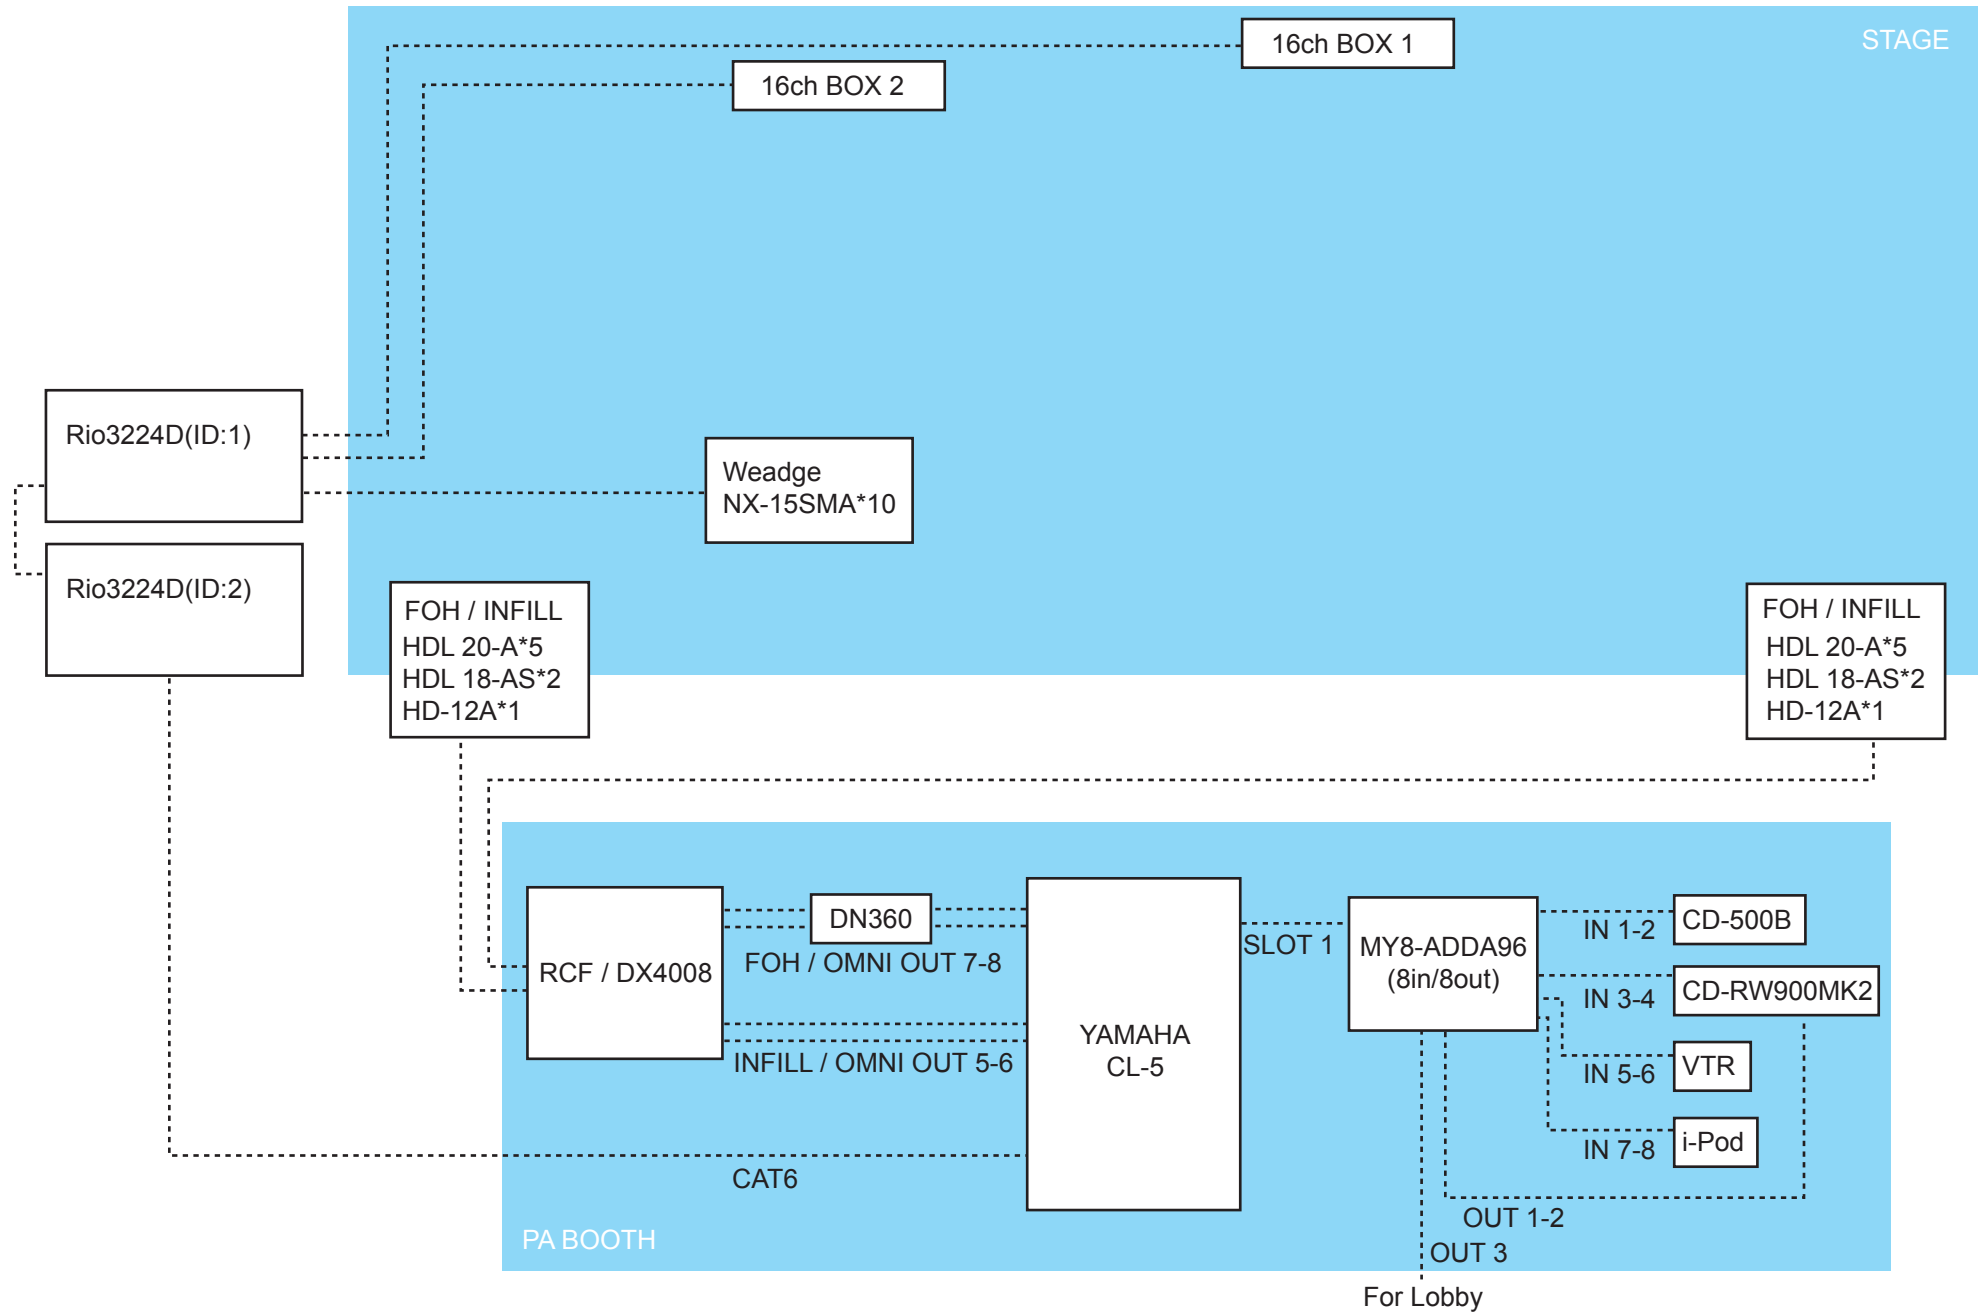 16ch BOX 1
STAGE
16ch BOX 2
Rio3224D(ID:1)
Weadge
NX-15SMA*10
Rio3224D(ID:2)
FOH / INFILL
HDL 20-A*5
HDL 18-AS*2
HD-12A*1
FOH / INFILL
HDL 20-A*5
HDL 18-AS*2
HD-12A*1
RCF / DX4008
DN360
FOH / OMNI OUT 7-8
INFILL / OMNI OUT 5-6
YAMAHA
CL-5
SLOT 1
MY8-ADDA96
(8in/8out)
IN 1-2
CD-500B
IN 3-4
CD-RW900MK2
IN 5-6
VTR
IN 7-8
i-Pod
CAT6
OUT 1-2
PA BOOTH
OUT 3
For Lobby